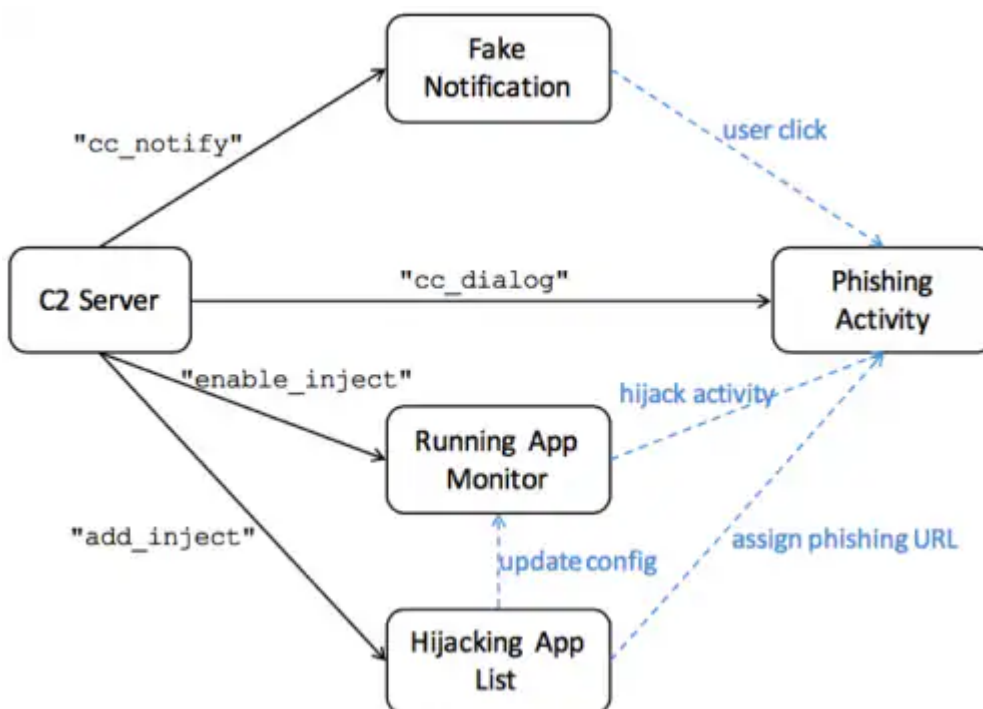 Fake
Notification
"cc_notify"
user click
C2 Server
"cc_dialog"
Phishing
Activity
"enable_inject"
hijack activity
Running App
Monitor
"add_inject"
update config
assign phishing URL
Hijacking App
List